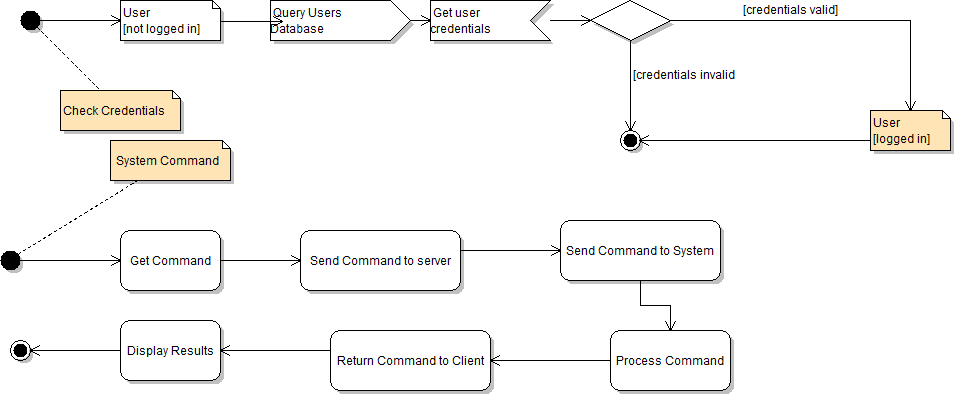 User
[not logged in]
Query Users
Database
Get user
credentials
[credentials valid]
[credentials invalid
Check Credentials
User
[logged in]
System Command
Get Command
Send Command to server
Send Command to System
Display Results
Return Command to Client
Process Command